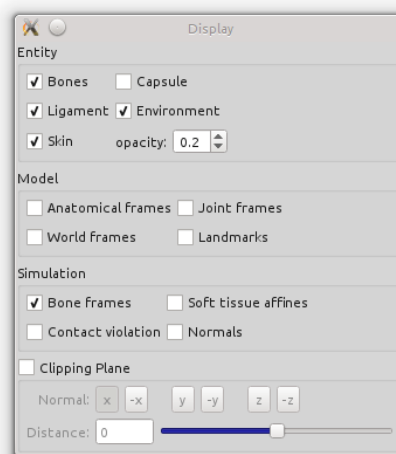 Display
Entity
Bones Capsule
Ligament Environment
Skin opacity: 0.2
Model
Anatomical frames Joint frames
World frames Landmarks
Simulation
Bone frames Soft tissue affines
Contact violation Normals
Clipping Plane
Normal: x -x y -y z -z
Distance: 0